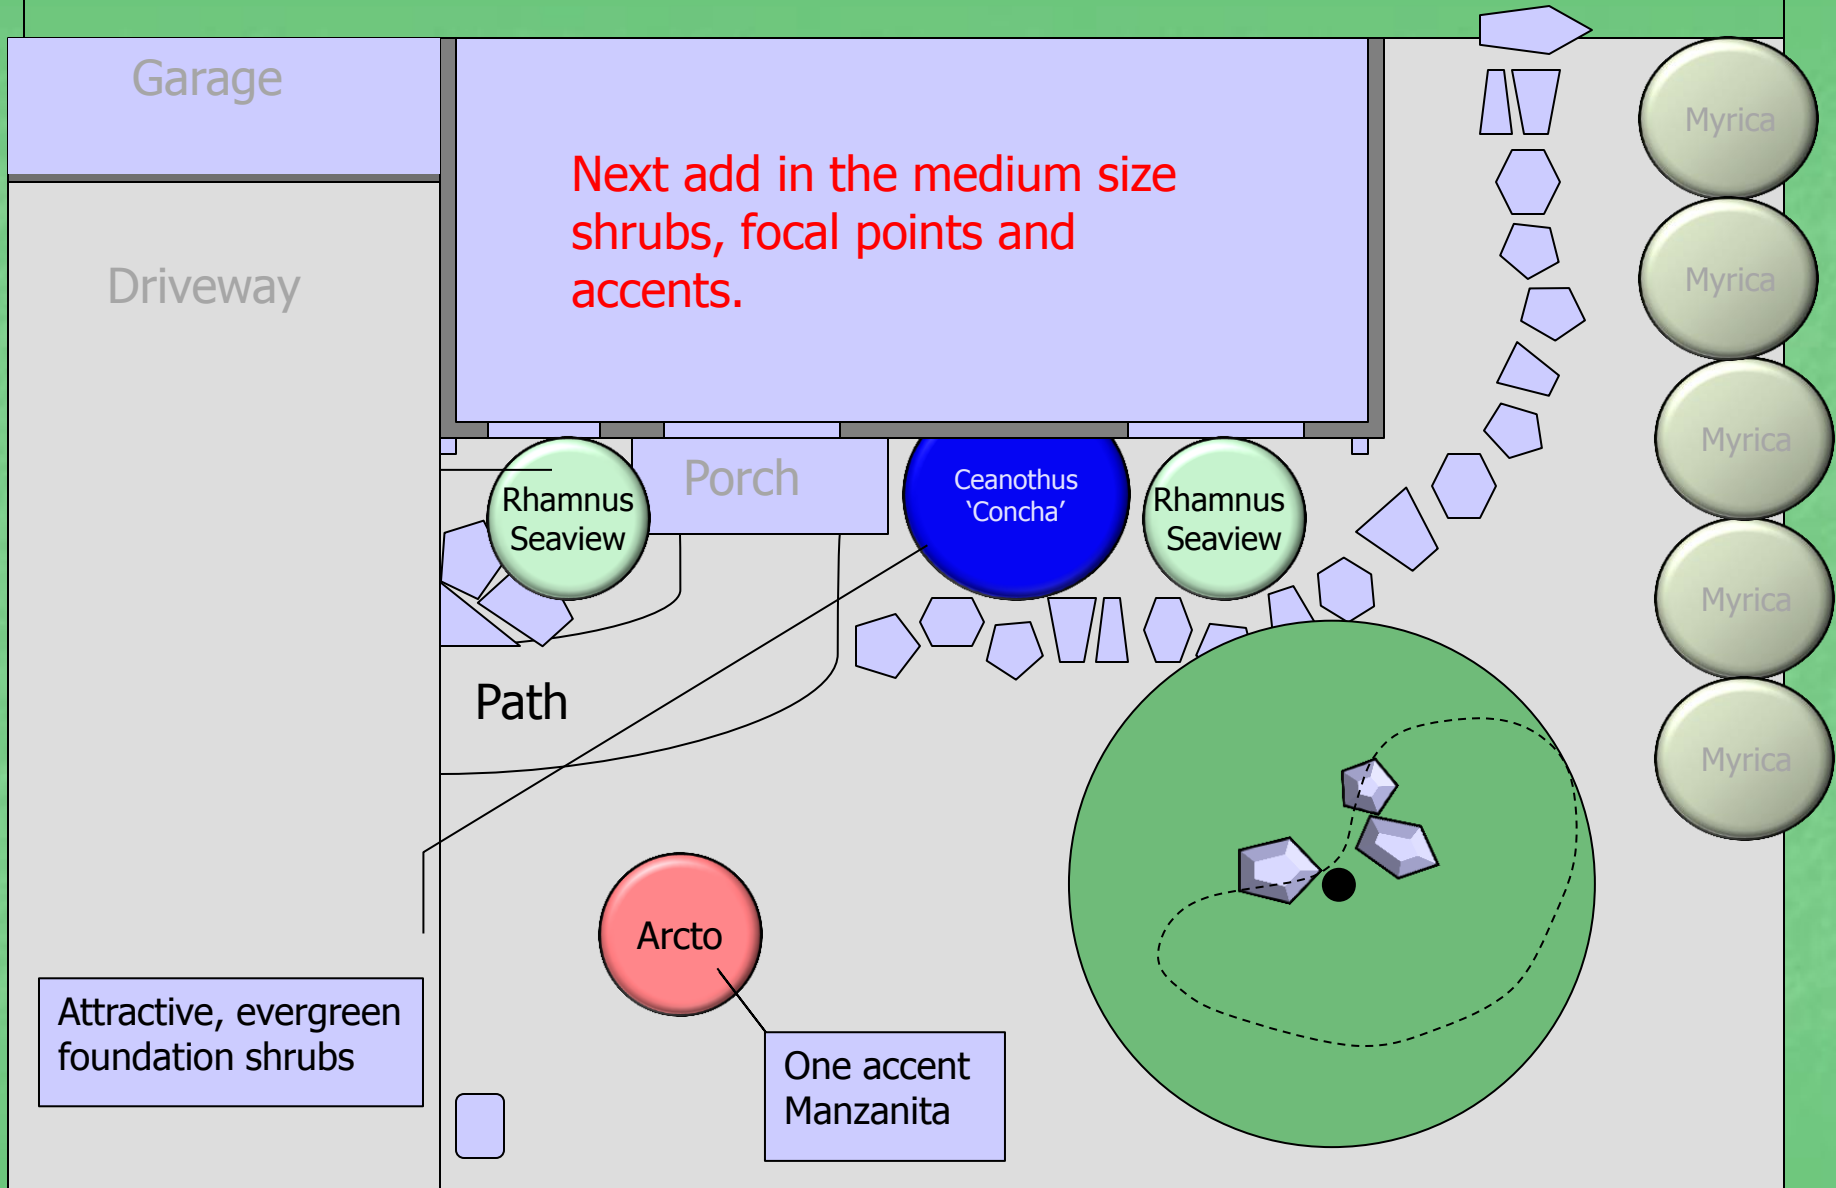 Garage
Next add in the medium size
shrubs, focal points and
accents.
Driveway
Myrica
Myrica
Myrica
Myrica
Myrica
Porch
Rhamnus
Seaview
Ceanothus
‘Concha’
Rhamnus
Seaview
Path
Arcto
Attractive, evergreen
foundation shrubs
One accent
Manzanita